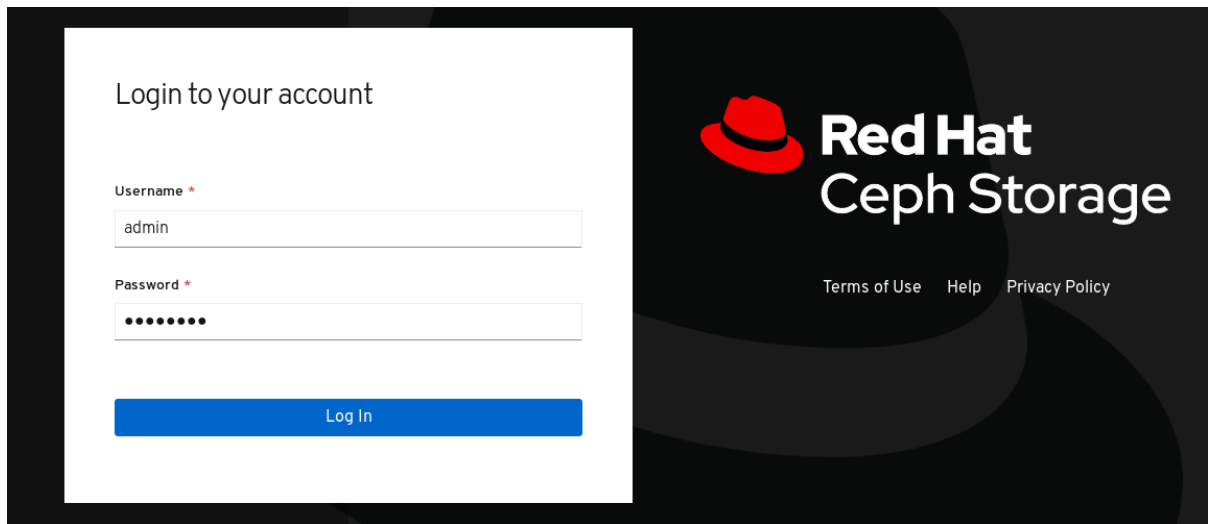 Login to your account
Username *
admin
Password *
••••••••
Log In
Red Hat
Ceph Storage
Terms of Use Help Privacy Policy